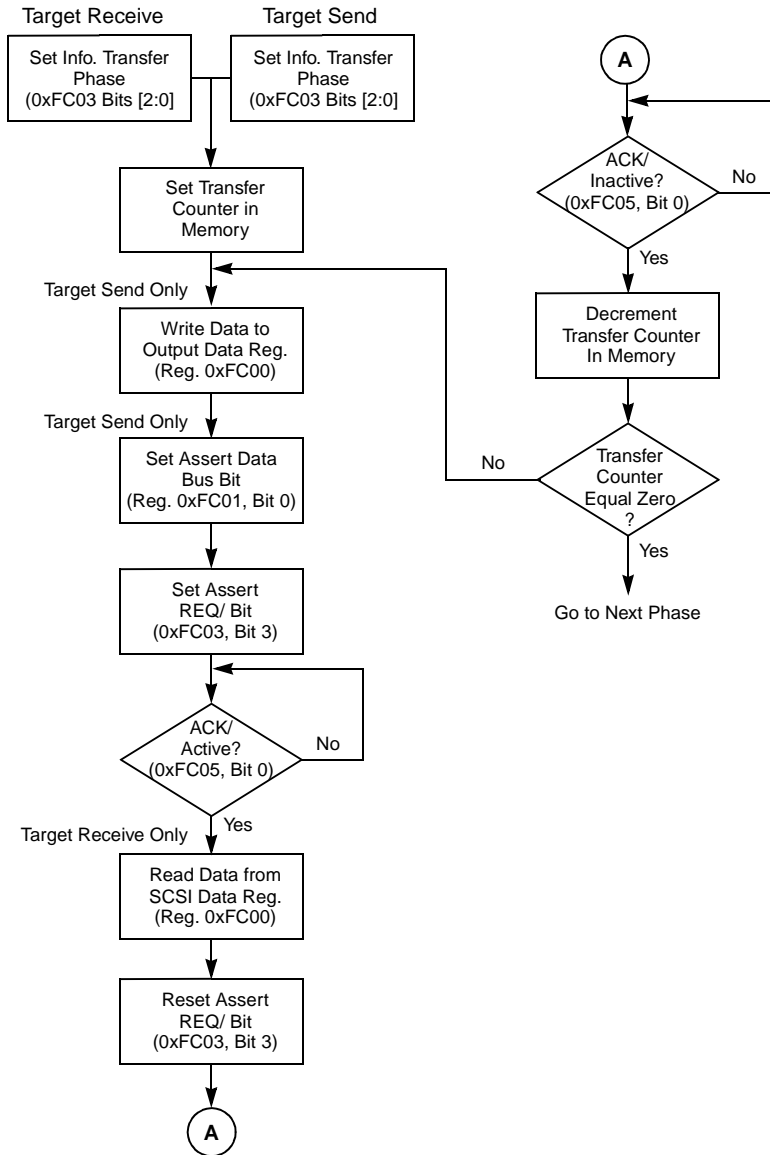 Target Receive
Target Send
Set Info. Transfer
Phase
(0xFC03 Bits [2:0]
Set Info. Transfer
Phase
(0xFC03 Bits [2:0]
Set Transfer
Counter in
Memory
Target Send Only
Write Data to
Output Data Reg.
(Reg. 0xFC00)
Target Send Only
Set Assert Data
Bus Bit
(Reg. 0xFC01, Bit 0)
Set Assert
REQ/ Bit
(0xFC03, Bit 3)
ACK/
Active?
(0xFC05, Bit 0)
No
Yes
Target Receive Only
Read Data from
SCSI Data Reg.
(Reg. 0xFC00)
Reset Assert
REQ/ Bit
(0xFC03, Bit 3)
A
A
ACK/
Inactive?
(0xFC05, Bit 0)
No
Yes
Decrement
Transfer Counter
In Memory
Transfer
Counter
Equal Zero
?
No
Yes
Go to Next Phase